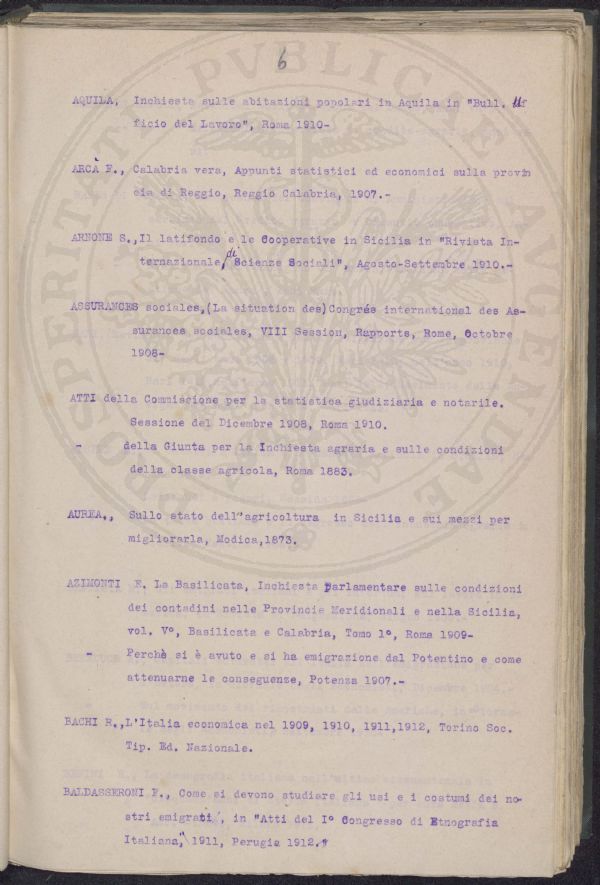 6
AQUILA, Inchiesta sulle abitazioni popolari in Aquila in "Bull. Uf
ficio del Lavoro", Roma 1910-
ARCÀ F., Calabria vera, Appunti statistici ed economici sulla provin
cia di Reggio, Reggio Calabria, 1907.-
ARNONE S., Il latifondo e le Cooperative in Sicilia in "Rivista In-
ternazionale, di Scienze Sociali", Agosto-Settembre 1910.-
ASSURANCES sociales, (La situation des) Congrés international des As-
surances sociales, VIII Session, Rapports, Rome, Octobre
1908-
ATTI della Commissione per la statistica giudiziaria e notarile.
Sessione del Dicembre 1908, Roma 1910.
- della Giunta per la Inchiesta agraria e sulle condizioni
della classe agricola, Roma 1883.
AUREA., Sullo stato dell'agricoltura in Sicilia e sui mezzi per
migliorarla, Modica, 1873.
AZIMONTI E. La Basilicata, Inchiesta Parlamentare sulle condizioni
dei contadini nelle Provincie Meridionali e nella Sicilia,
vol. V°, Basilicata e Calabria, Tomo 1°, Roma 1909-
- Perchè si è avuto e si ha emigrazione dal Potentino e come
attenuarne le conseguenze, Potenza 1907.-
BACHI R., L'Italia economica nel 1909, 1910, 1911, 1912, Torino Soc.
Tip. Ed. Nazionale.
BALDASSERONI F., Come si devono studiare gli usi e i costumi dei no-
stri emigrati, in "Atti del I° Congresso di Etnografia
Italiana," 1911, Perugia 1912.